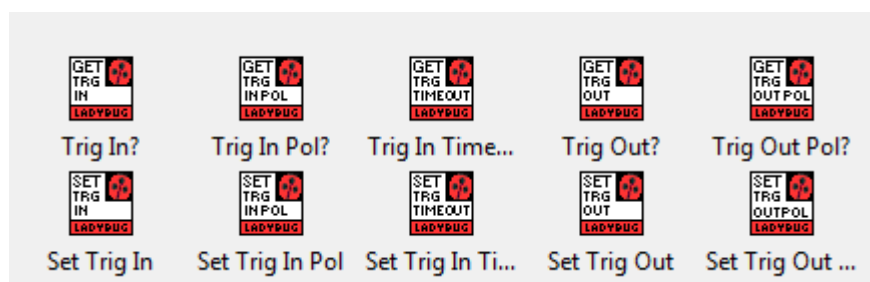 GET GET GET GET GET
TRG TRG TRG TRG TRG
IN IN POL TIMEOUT OUT OUT POL
LADYBUG LADYBUG LADYBUG LADYBUG LADYBUG
Trig In? Trig In Pol? Trig In Time... Trig Out? Trig Out Pol?
SET SET SET SET SET
TRG TRG TRG TRG TRG
IN IN POL TIMEOUT OUT OUTPOL
LADYBUG LADYBUG LADYBUG LADYBUG LADYBUG
Set Trig In Set Trig In Pol Set Trig In Ti... Set Trig Out Set Trig Out ...